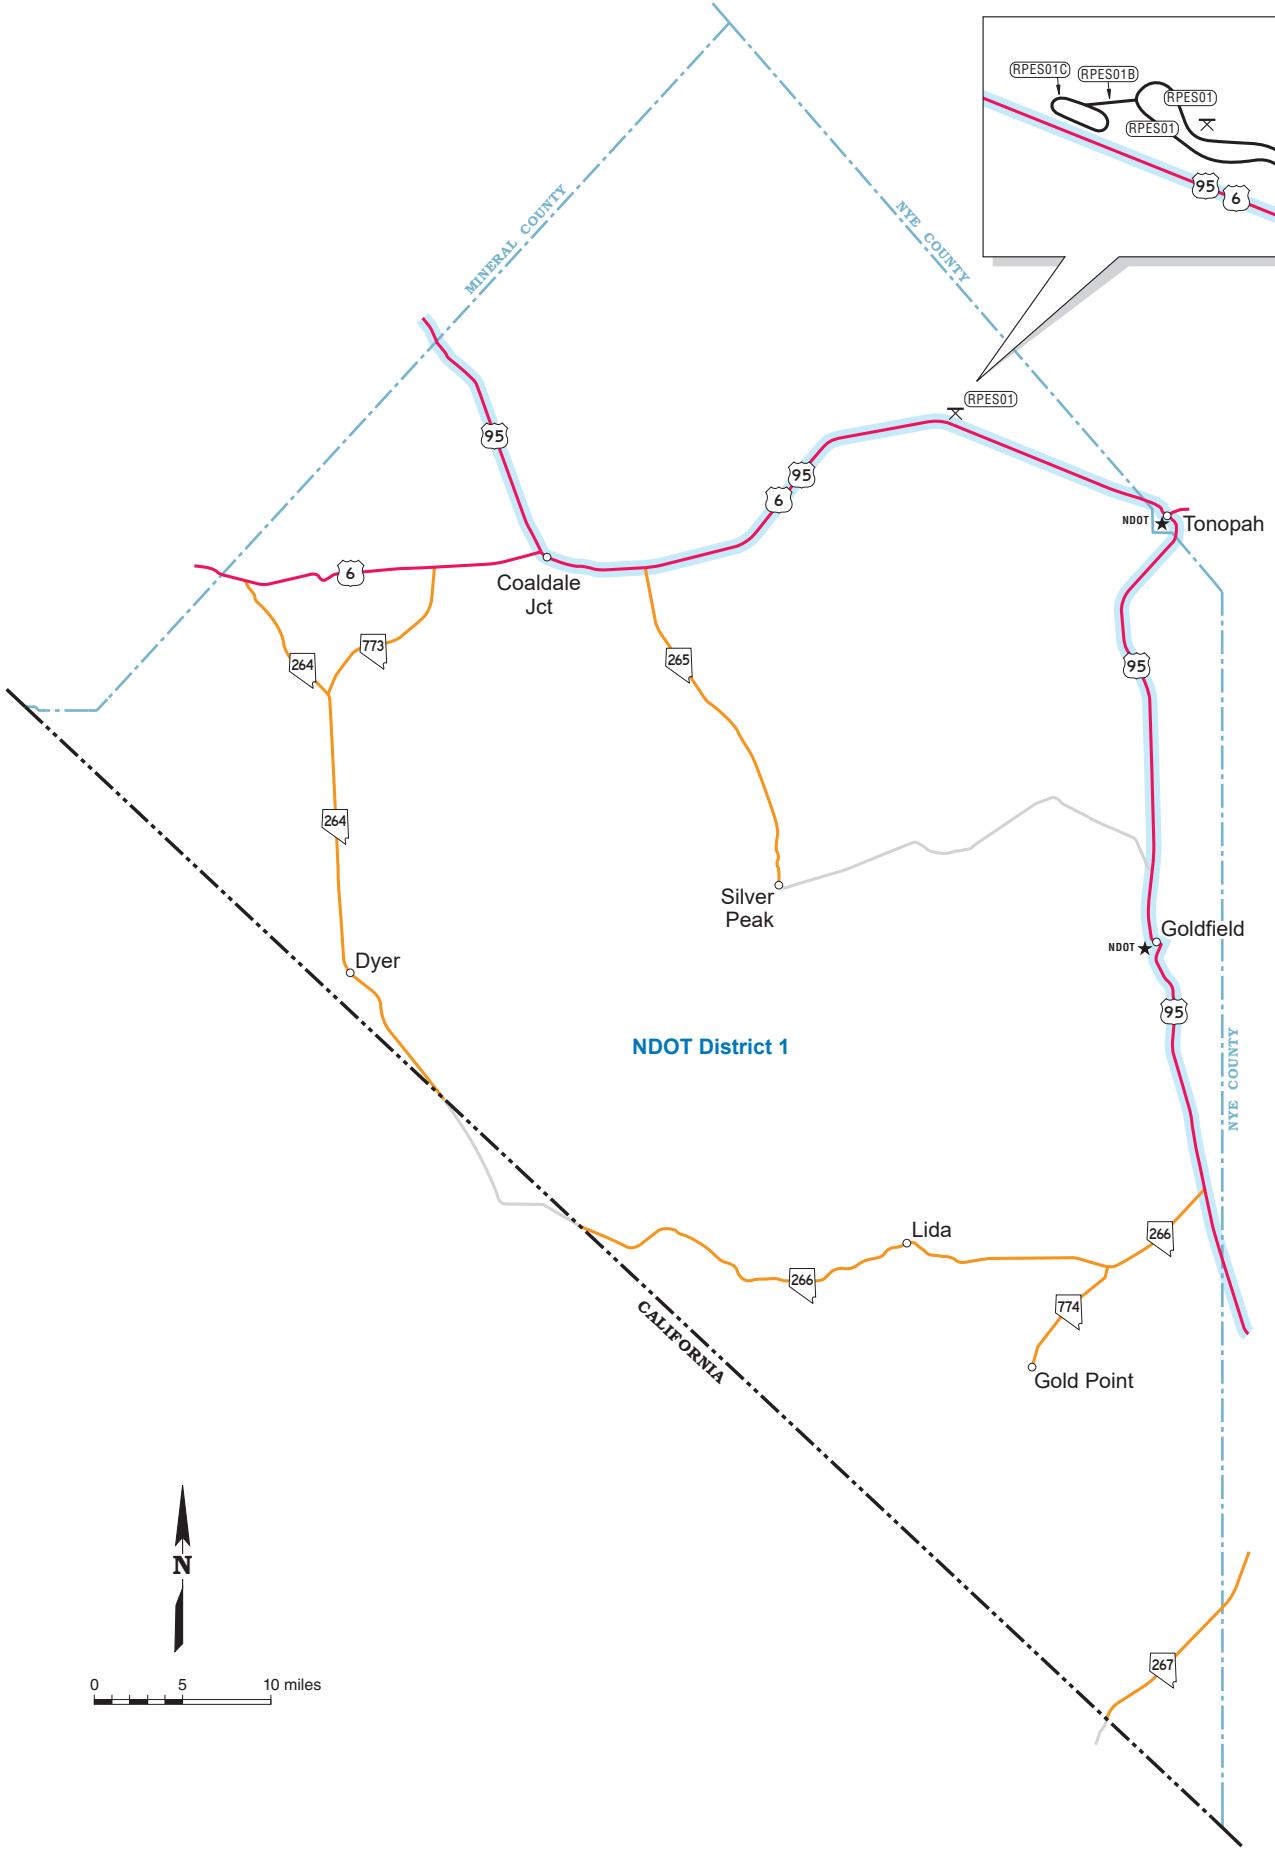 RPES01C
RPES01B
RPES01
RPES01
95
6
MINERAL COUNTY
NYE COUNTY
RPES01
95
95
6
NDOT
Tonopah
6
Coaldale
Jct
773
264
265
95
264
Silver
Peak
Goldfield
NDOT
Dyer
95
NDOT District 1
NYE COUNTY
Lida
266
266
774
CALIFORNIA
Gold Point
N
267
0 5 10 miles